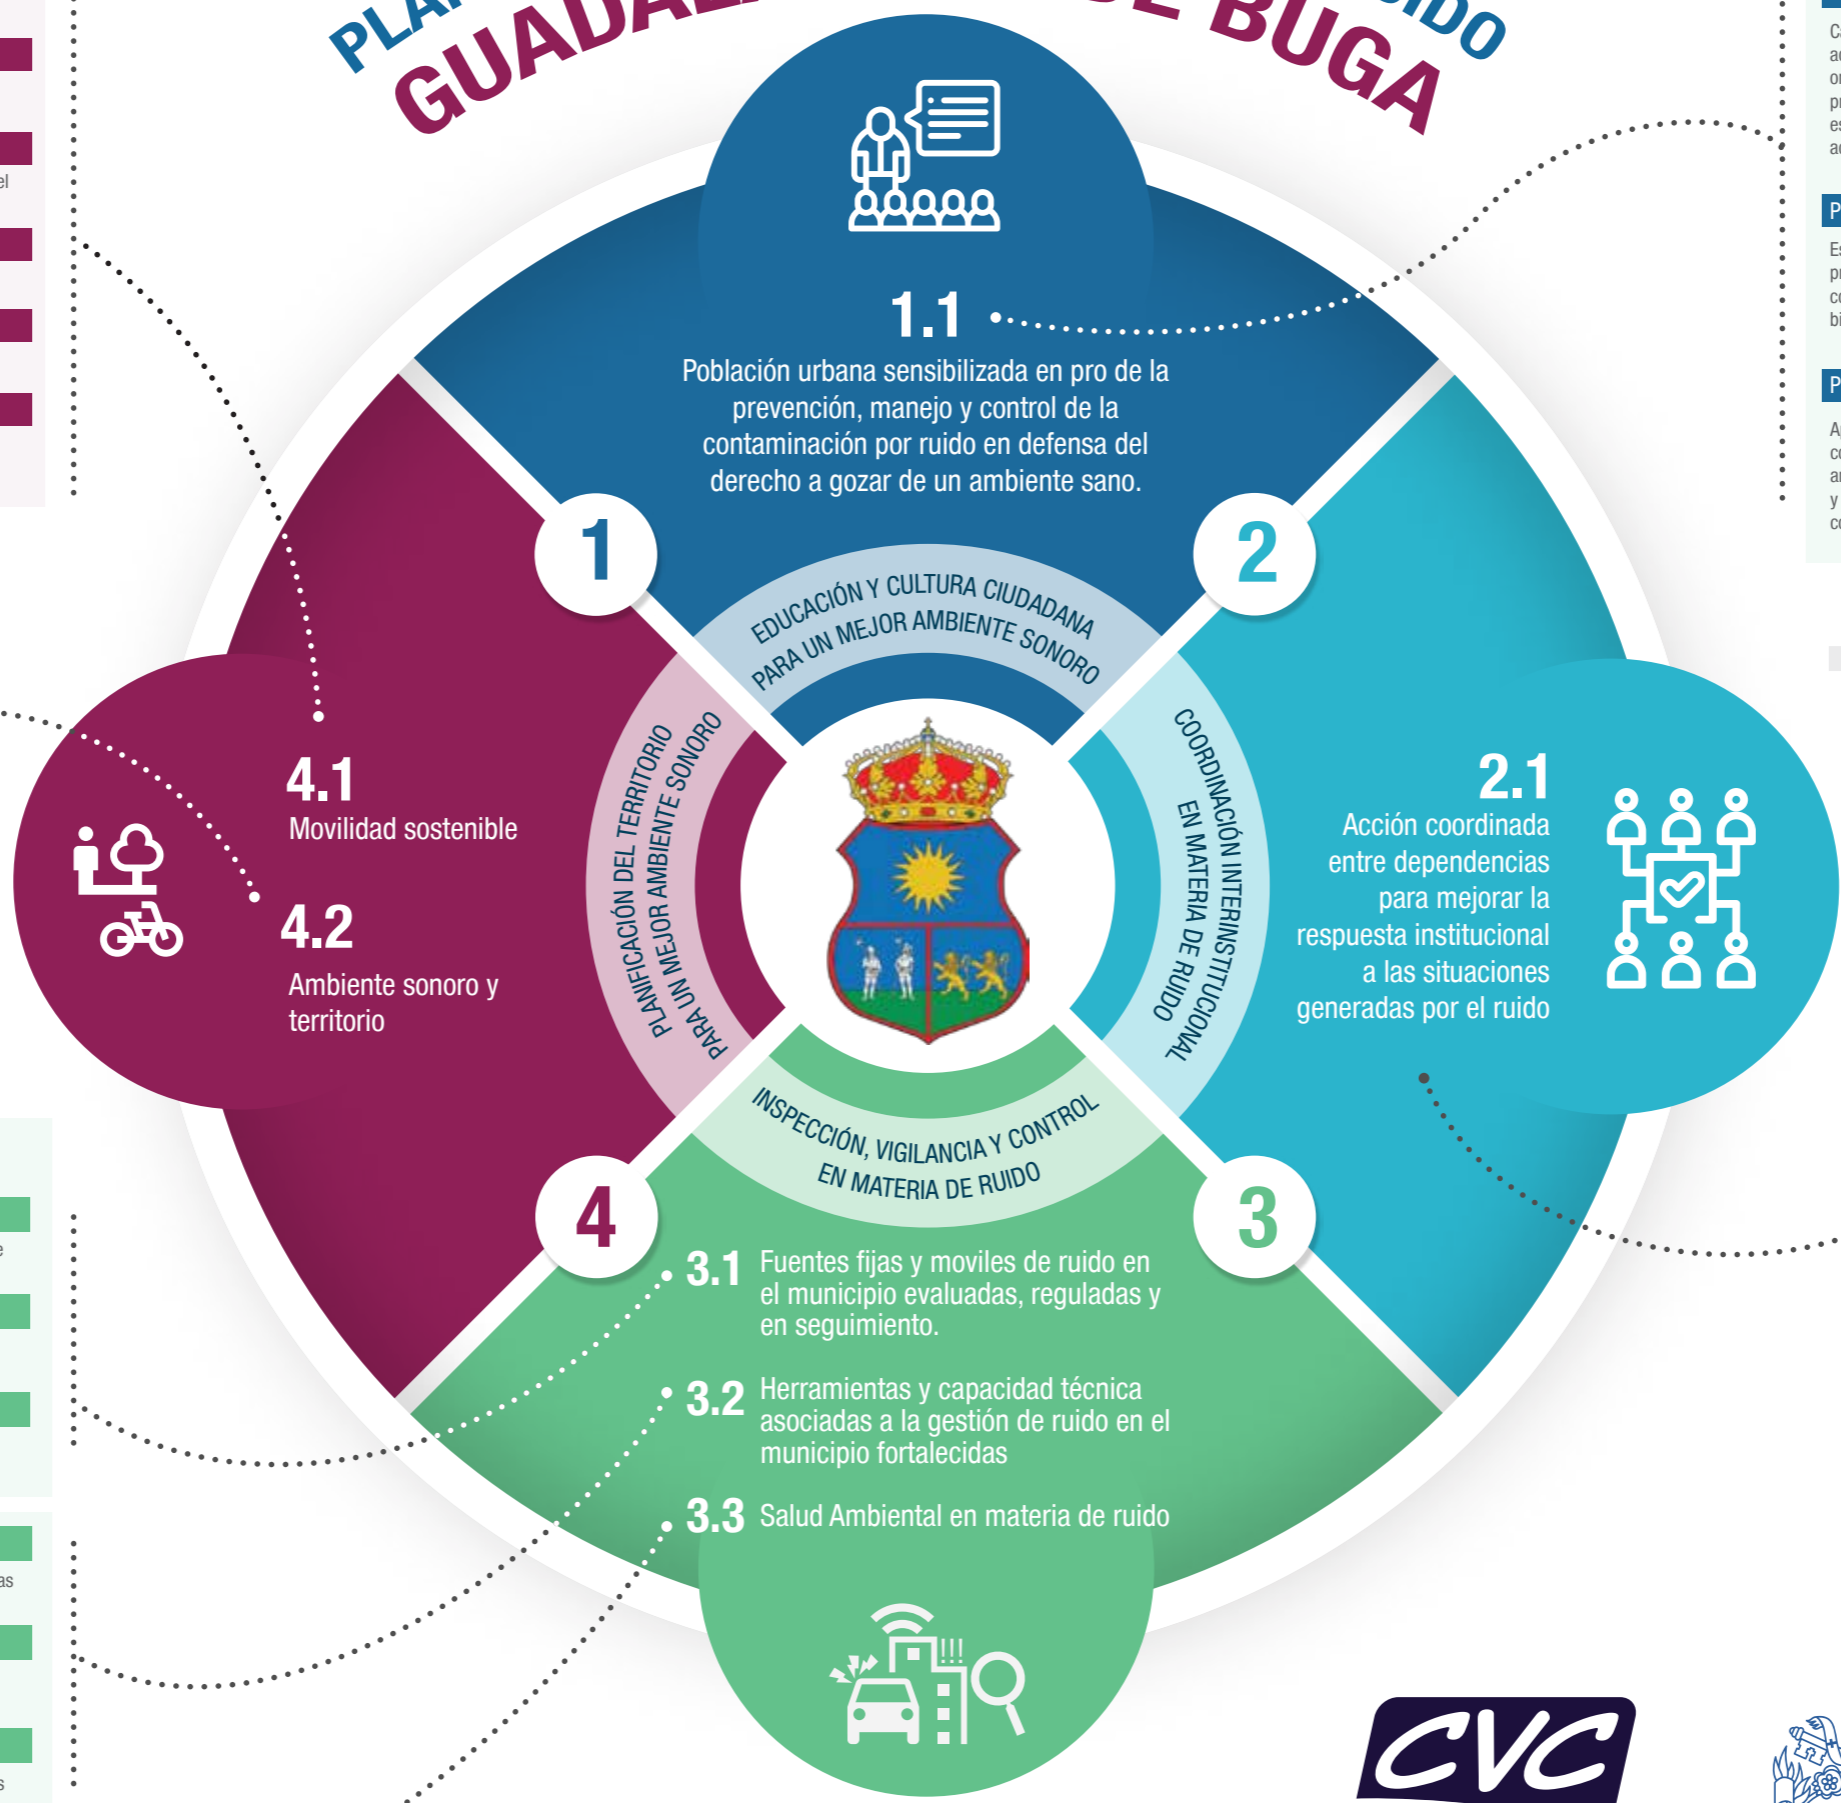 GUADAL
DE BUGA
1.1
Población urbana sensibilizada en pro de la
prevención, manejo y control de la
contaminación por ruido en defensa del
derecho a gozar de un ambiente sano.
1
EDUCACIÓN Y CULTURA CIUDADANA
PARA UN MEJOR AMBIENTE SONORO
2
COORDINACIÓN INTERINSTITUCIONAL
EN MATERIA DE RUIDO
2.1
Acción coordinada
entre dependencias
para mejorar la
respuesta institucional
a las situaciones
generadas por el ruido
PLANIFICACIÓN DEL TERRITORIO
PARA UN MEJOR AMBIENTE SONORO
4.1
Movilidad sostenible
4.2
Ambiente sonoro y
territorio
4
INSPECCIÓN, VIGILANCIA Y CONTROL
EN MATERIA DE RUIDO
3
3.1 Fuentes fijas y moviles de ruido en
el municipio evaluadas, reguladas y
en seguimiento.
3.2 Herramientas y capacidad técnica
asociadas a la gestión de ruido en el
municipio fortalecidas
3.3 Salud Ambiental en materia de ruido
!!!
CVC